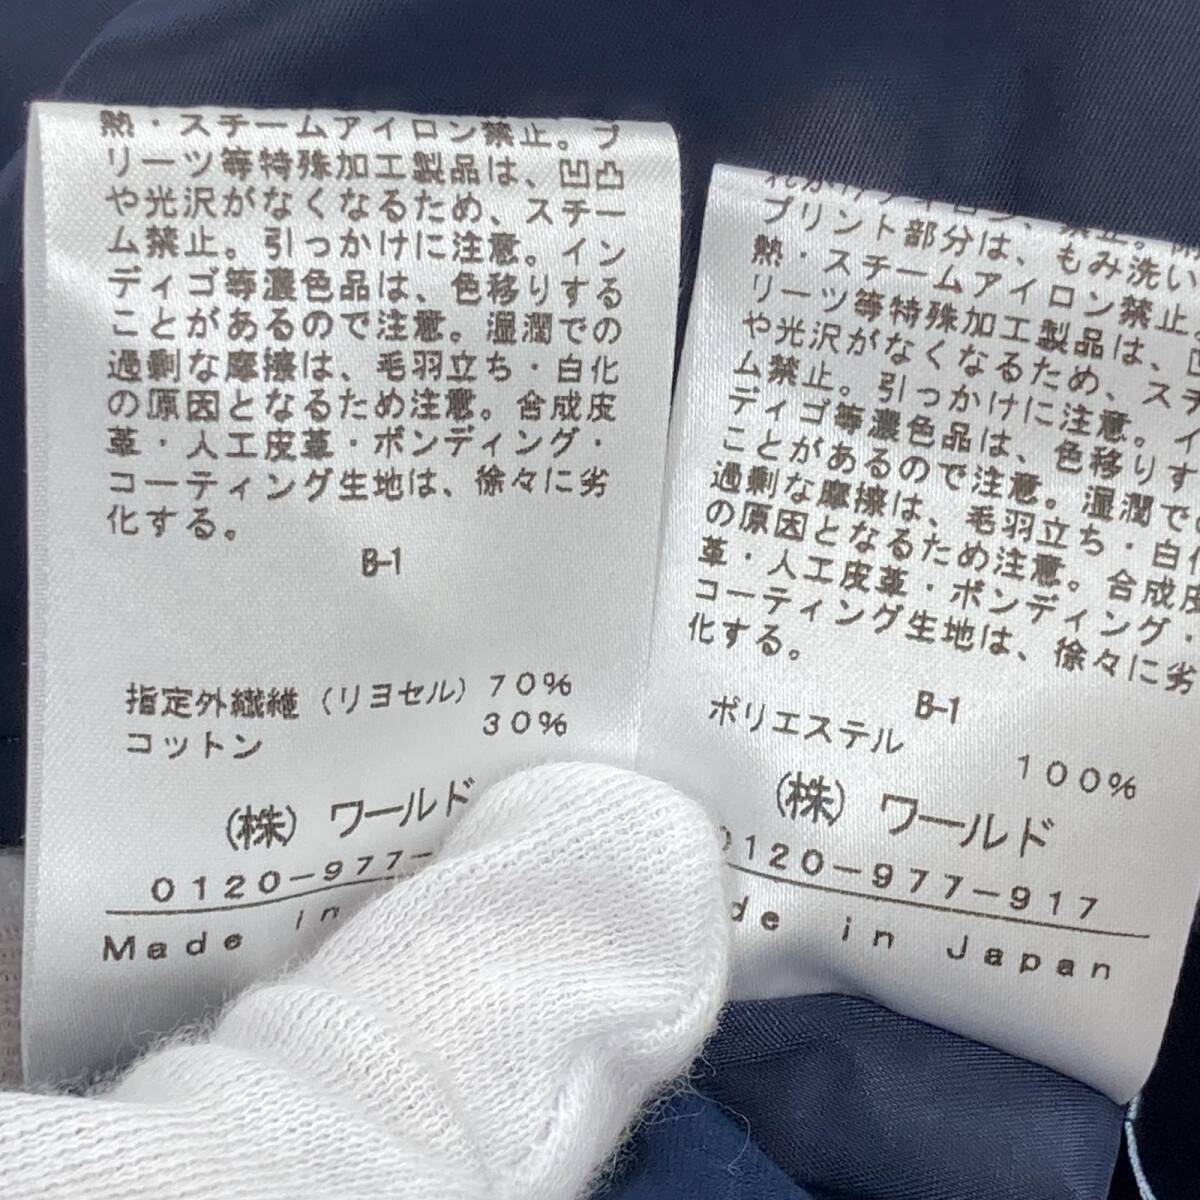 熱・スチームアイロン禁止。プ
リーツ等特殊加工製品は、凹凸
や光沢がなくなるため、スチー
ム禁止。引っかけに注意。イン
ディゴ等濃色品は、色移りする
ことがあるので注意。湿潤での
過剰な摩擦は、毛羽立ち・白化
の原因となるため注意。合成皮
革・人工皮革・ボンディング・
コーティング生地は、徐々に劣
化する。
B-1
指定外繊維（リヨセル）70%
コットン 30%
（株）ワールド
0120-977-
Made in
プリント部分は、もみ洗い
熱・スチームアイロン禁止。
リーツ等特殊加工製品は、凹
や光沢がなくなるため、スチ
ム禁止。引っかけに注意。イ
ディゴ等濃色品は、色移りす
ことがあるので注意。湿潤で
過剰な摩擦は、毛羽立ち・白化
の原因となるため注意。合成皮
革・人工皮革・ボンディング・
コーティング生地は、徐々に劣
化する。
B-1
ポリエステル 100%
（株）ワールド
0120-977-917
de in Japan